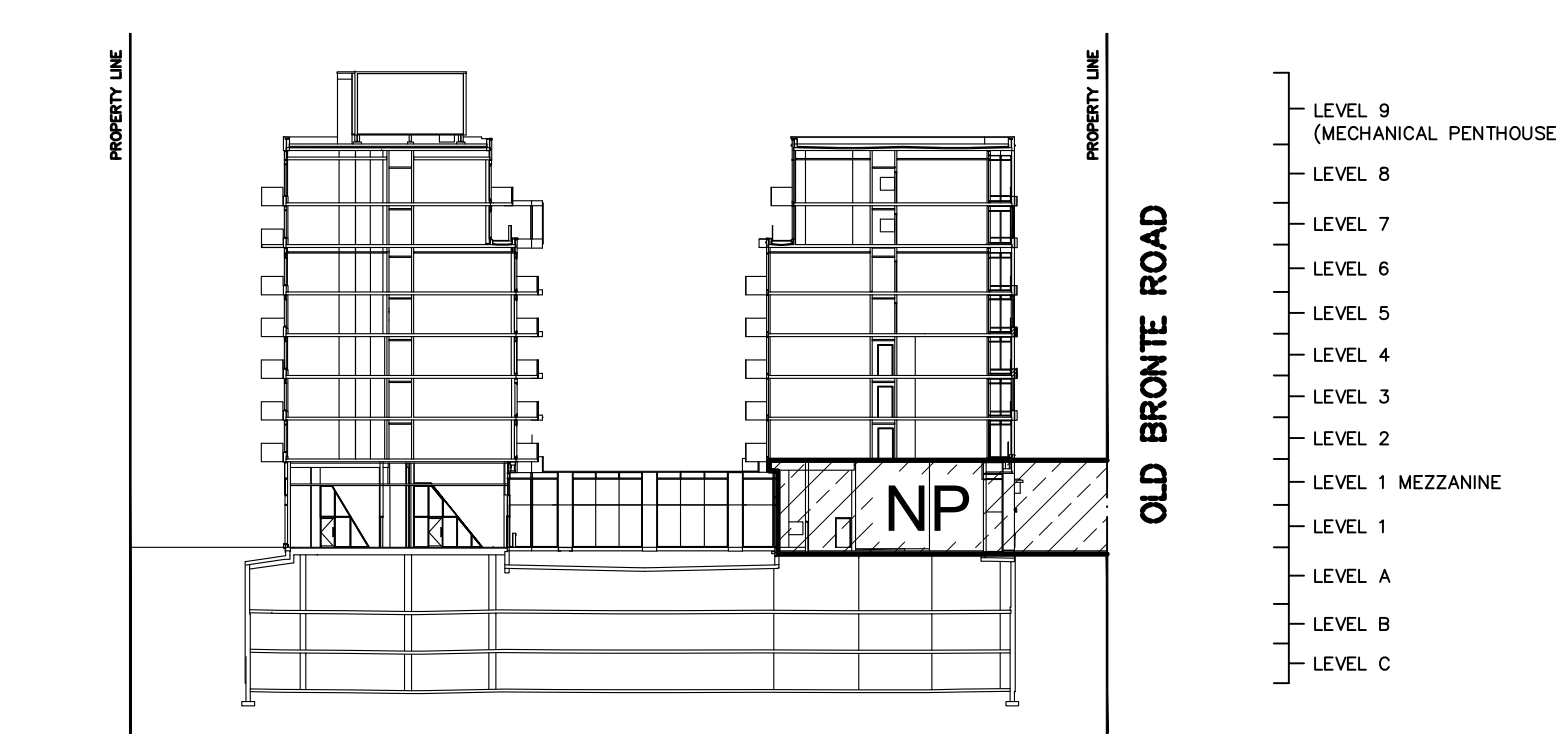 PROPERTY LINE
PROPERTY LINE
OLD BRONTE ROAD
NP
LEVEL 9
(MECHANICAL PENTHOUSE
LEVEL 8
LEVEL 7
LEVEL 6
LEVEL 5
LEVEL 4
LEVEL 3
LEVEL 2
LEVEL 1 MEZZANINE
LEVEL 1
LEVEL A
LEVEL B
LEVEL C